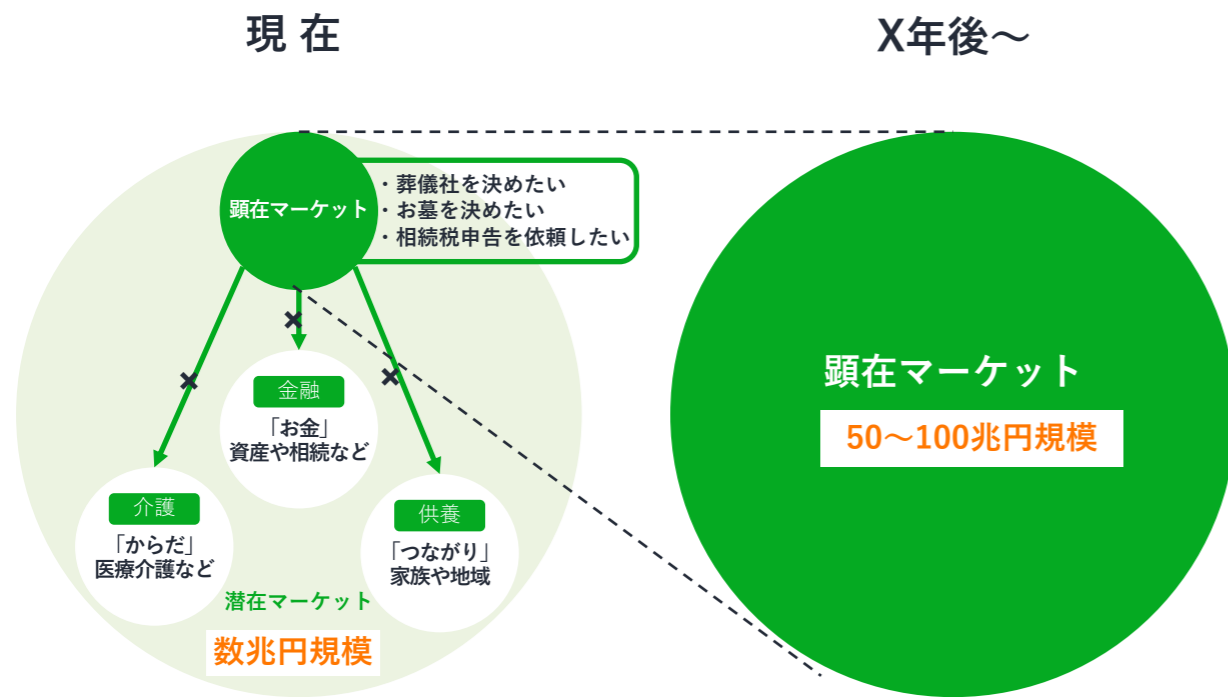 現 在
X年後～
顕在マーケット
・葬儀社を決めたい
・お墓を決めたい
・相続税申告を依頼したい
金融
「お金」
資産や相続など
介護
「からだ」
医療介護など
供養
「つながり」
家族や地域
潜在マーケット
数兆円規模
顕在マーケット
50～100兆円規模